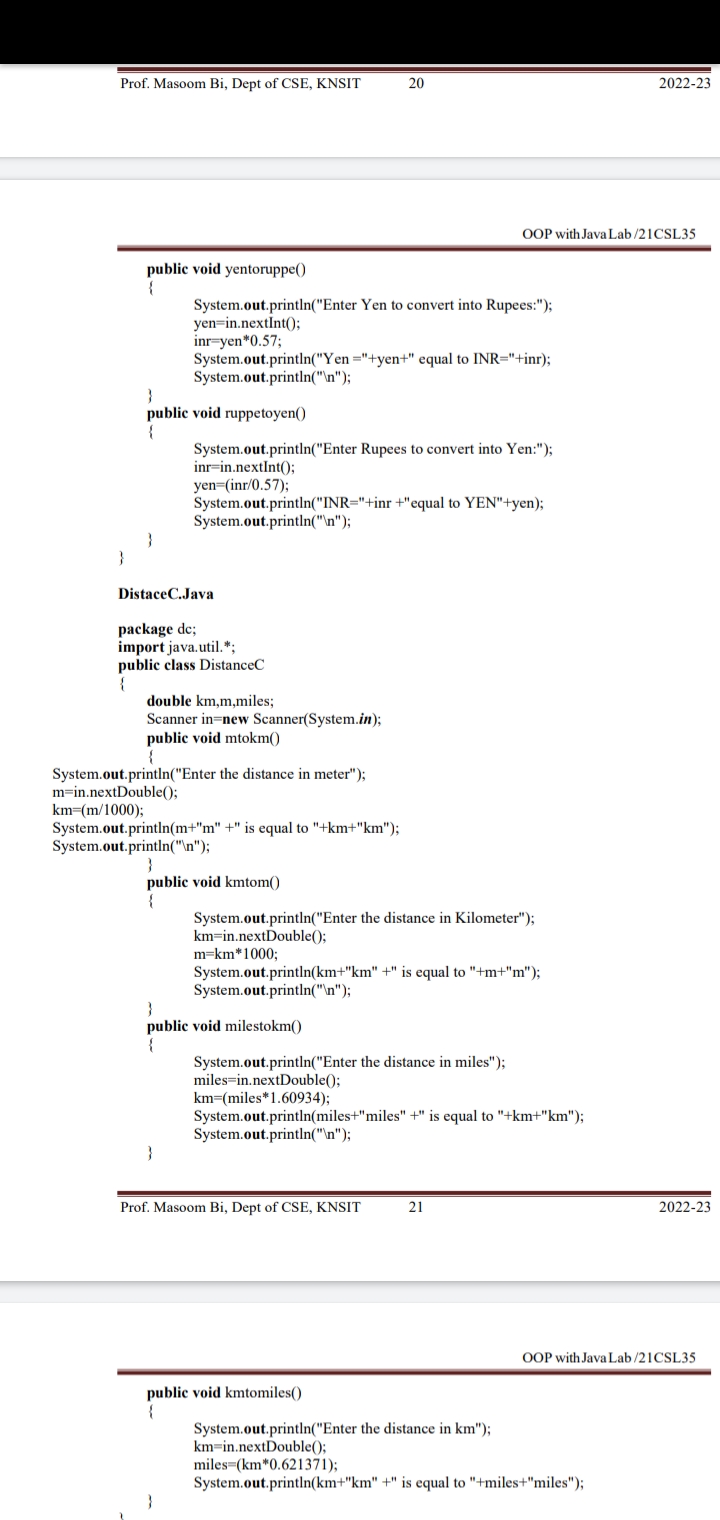 Prof. Masoom Bi, Dept of CSE, KNSIT 20 2022-23
OOP with Java Lab /21CSL35
public void yentoruppe()
{
System.out.println("Enter Yen to convert into Rupees:");
yen=in.nextInt();
inr=yen*0.57;
System.out.println("Yen ="+yen+" equal to INR="+inr);
System.out.println("\n");
}
public void ruppetoyen()
{
System.out.println("Enter Rupees to convert into Yen:");
inr=in.nextInt();
yen=(inr/0.57);
System.out.println("INR="+inr +"equal to YEN"+yen);
System.out.println("\n");
}
}
DistaceC.Java
package dc;
import java.util.*;
public class DistanceC
{
double km,m,miles;
Scanner in=new Scanner(System.in);
public void mtokm()
{
System.out.println("Enter the distance in meter");
m=in.nextDouble();
km=(m/1000);
System.out.println(m+"m" +" is equal to "+km+"km");
System.out.println("\n");
}
public void kmtom()
{
System.out.println("Enter the distance in Kilometer");
km=in.nextDouble();
m=km*1000;
System.out.println(km+"km" +" is equal to "+m+"m");
System.out.println("\n");
}
public void milestokm()
{
System.out.println("Enter the distance in miles");
miles=in.nextDouble();
km=(miles*1.60934);
System.out.println(miles+"miles" +" is equal to "+km+"km");
System.out.println("\n");
}
Prof. Masoom Bi, Dept of CSE, KNSIT 21 2022-23
OOP with Java Lab /21CSL35
public void kmtomiles()
{
System.out.println("Enter the distance in km");
km=in.nextDouble();
miles=(km*0.621371);
System.out.println(km+"km" +" is equal to "+miles+"miles");
}